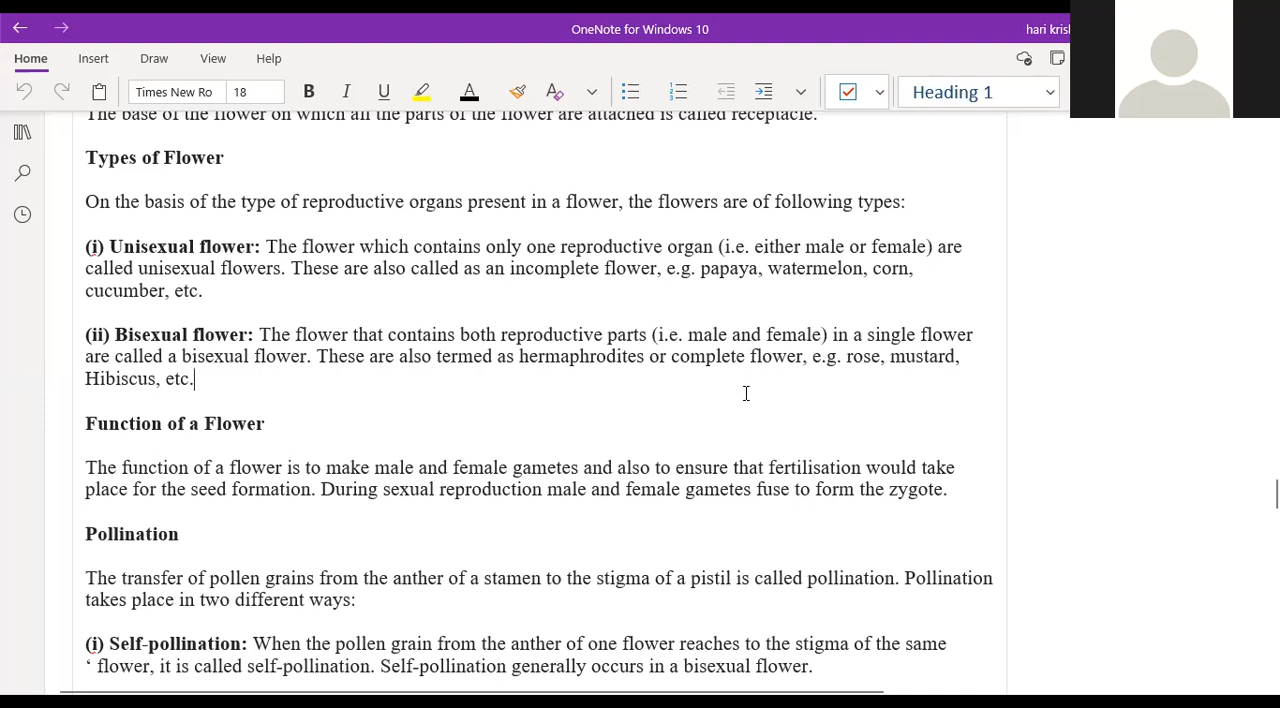 OneNote for Windows 10
hari krish
Home Insert Draw View Help
Times New Ro 18 B I U A A Heading 1
The base of the flower on which all the parts of the flower are attached is called receptacle.
Types of Flower
On the basis of the type of reproductive organs present in a flower, the flowers are of following types:
(i) Unisexual flower: The flower which contains only one reproductive organ (i.e. either male or female) are
called unisexual flowers. These are also called as an incomplete flower, e.g. papaya, watermelon, corn,
cucumber, etc.
(ii) Bisexual flower: The flower that contains both reproductive parts (i.e. male and female) in a single flower
are called a bisexual flower. These are also termed as hermaphrodites or complete flower, e.g. rose, mustard,
Hibiscus, etc.
Function of a Flower
The function of a flower is to make male and female gametes and also to ensure that fertilisation would take
place for the seed formation. During sexual reproduction male and female gametes fuse to form the zygote.
Pollination
The transfer of pollen grains from the anther of a stamen to the stigma of a pistil is called pollination. Pollination
takes place in two different ways:
(i) Self-pollination: When the pollen grain from the anther of one flower reaches to the stigma of the same
‘ flower, it is called self-pollination. Self-pollination generally occurs in a bisexual flower.